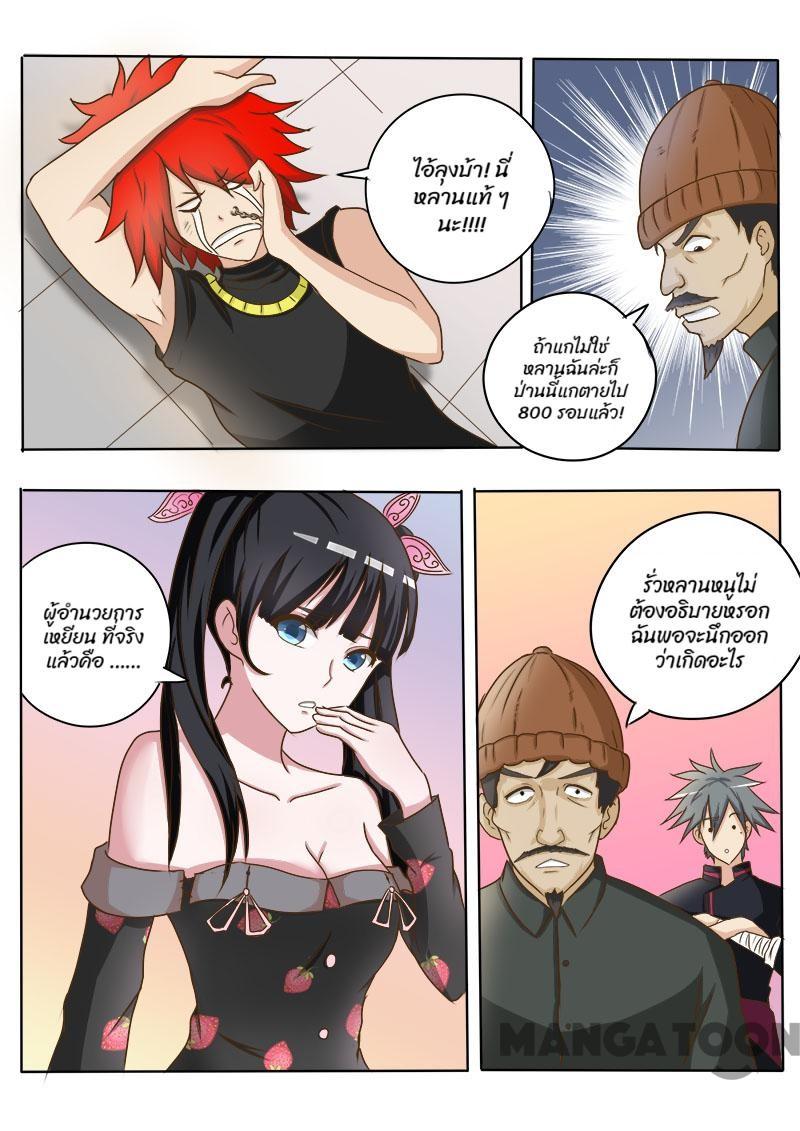 ไอ้ลุงบ้า! นี่
หลานแท้ ๆ
นะ!!!!
ถ้าแกไม่ใช่
หลานฉันล่ะก็
ป่านนี้แกตายไป
800 รอบแล้ว!
ผู้อำนวยการ
เหยียน ที่จริง
แล้วคือ ......
รั่วหลานหนูไม่
ต้องอธิบายหรอก
ฉันพอจะนึกออก
ว่าเกิดอะไร
MANGATOON